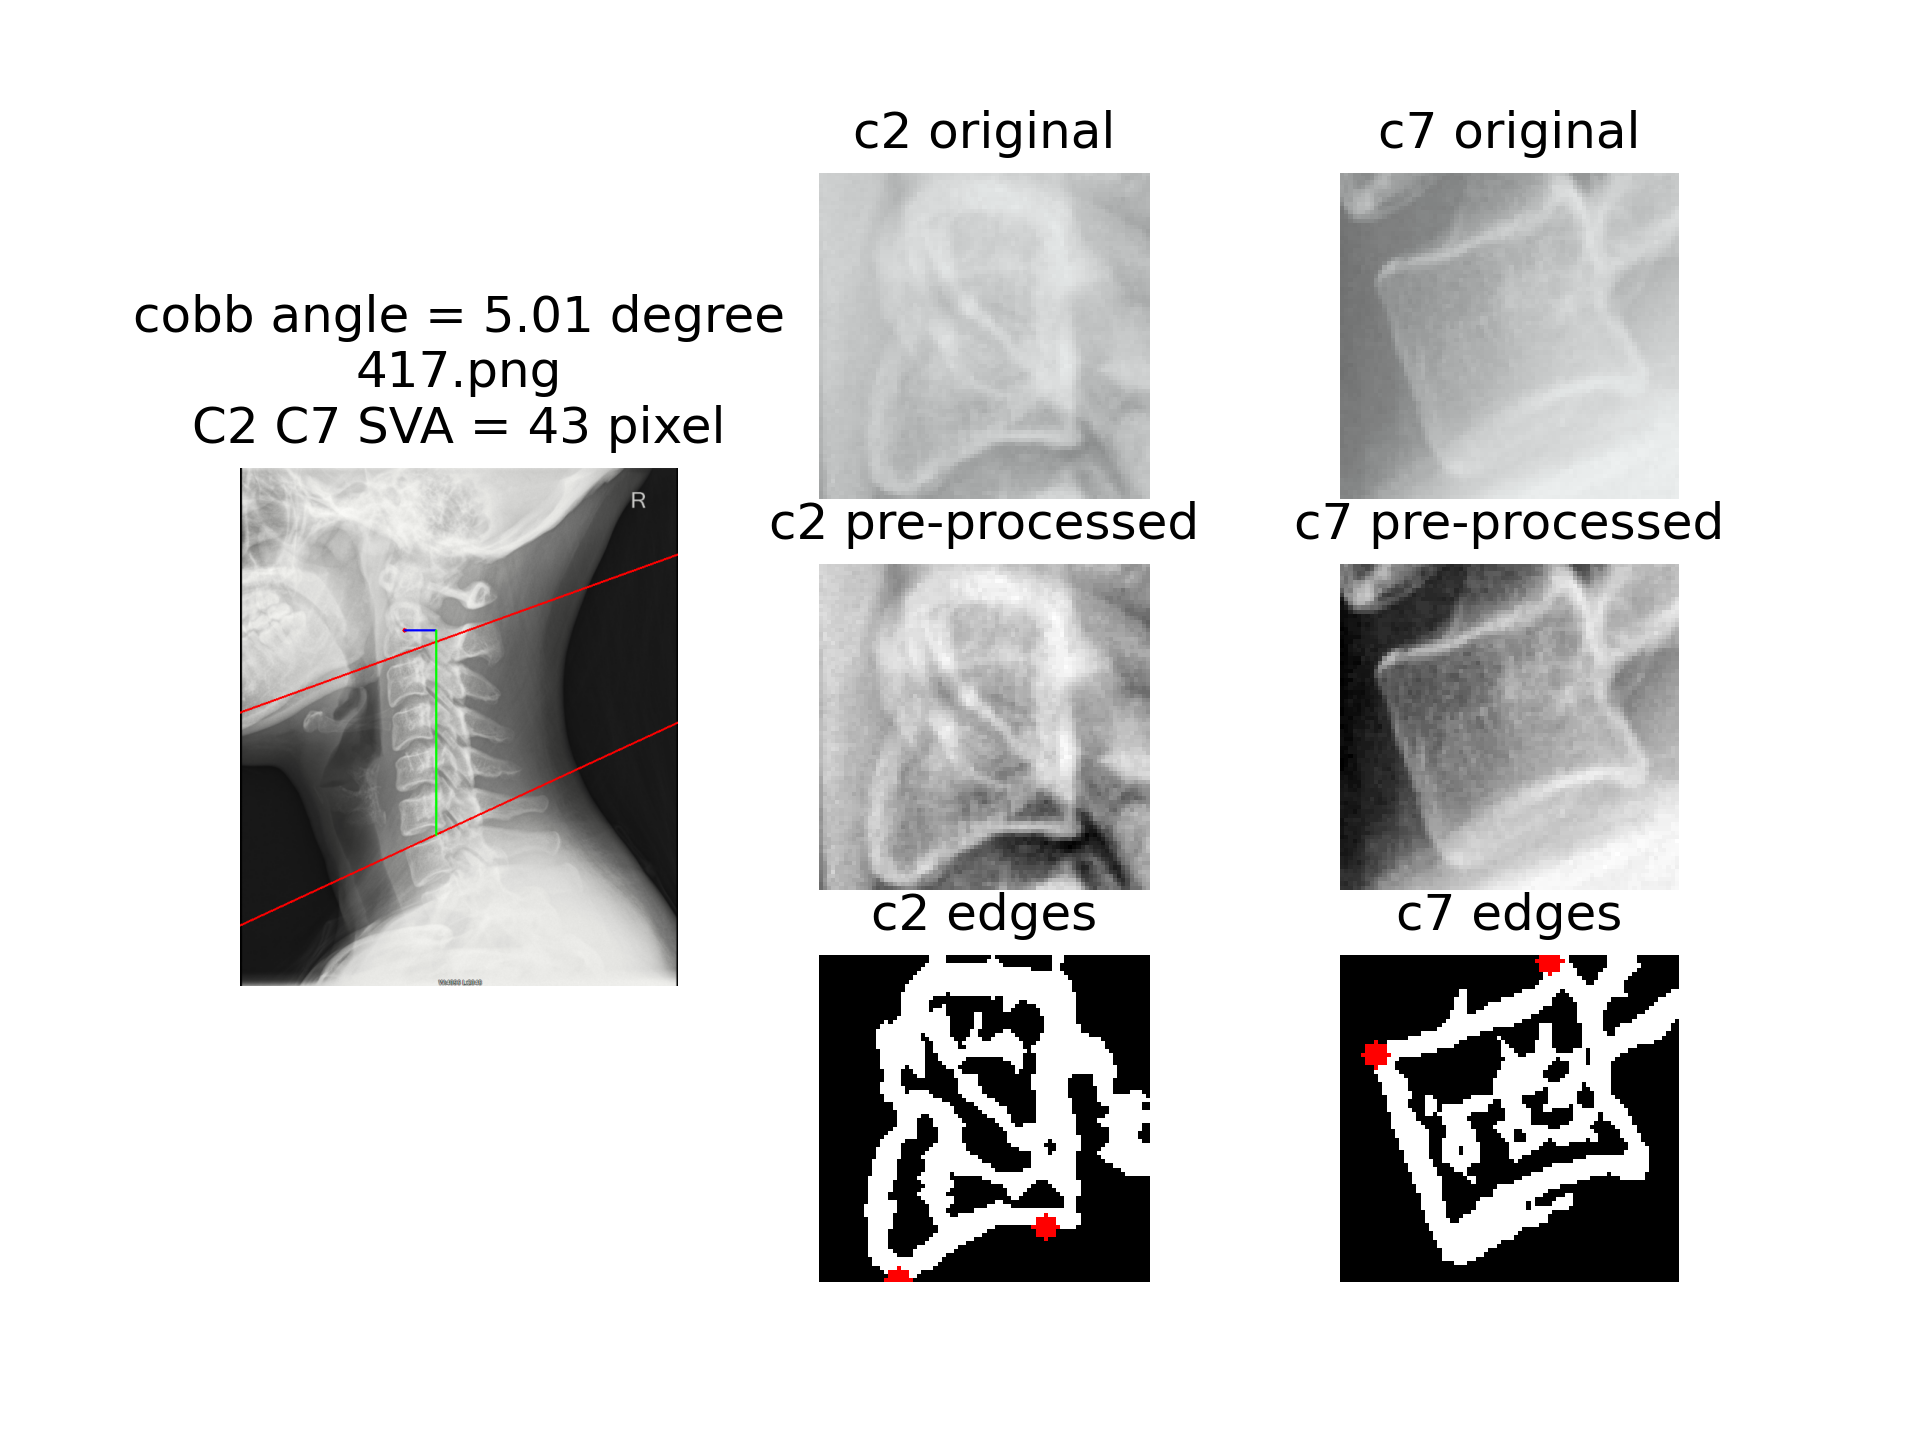 cobb angle = 5.01 degree
417.png
C2 C7 SVA = 43 pixel
R
c2 original
c7 original
c2 pre-processed
c7 pre-processed
c2 edges
c7 edges